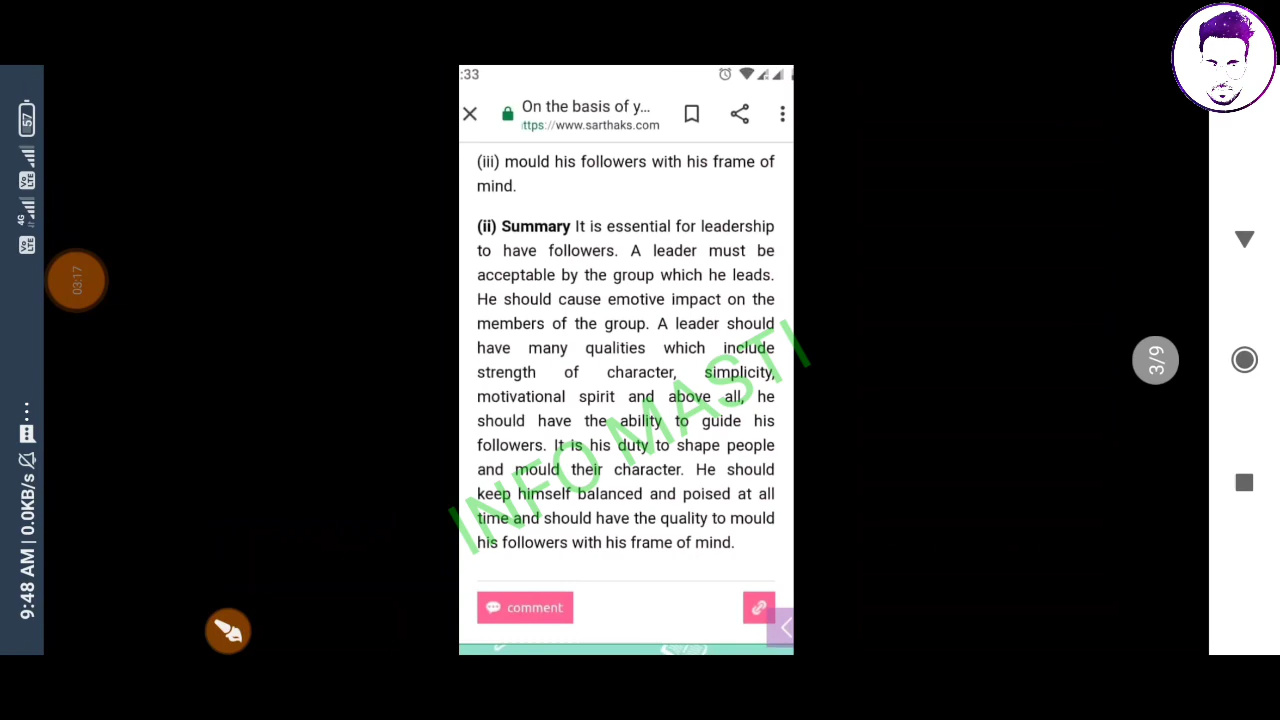 :33
On the basis of y...
ttps://www.sarthaks.com
(iii) mould his followers with his frame of
mind.
(ii) Summary It is essential for leadership
to have followers. A leader must be
acceptable by the group which he leads.
He should cause emotive impact on the
members of the group. A leader should
have many qualities which include
strength of character, simplicity,
motivational spirit and above all, he
should have the ability to guide his
followers. It is his duty to shape people
and mould their character. He should
keep himself balanced and poised at all
time and should have the quality to mould
his followers with his frame of mind.
comment
INFO MASTI
9:48 AM | 0.0KB/s
...
Vo LTE
4G
Vo LTE
57
03:17
3/9